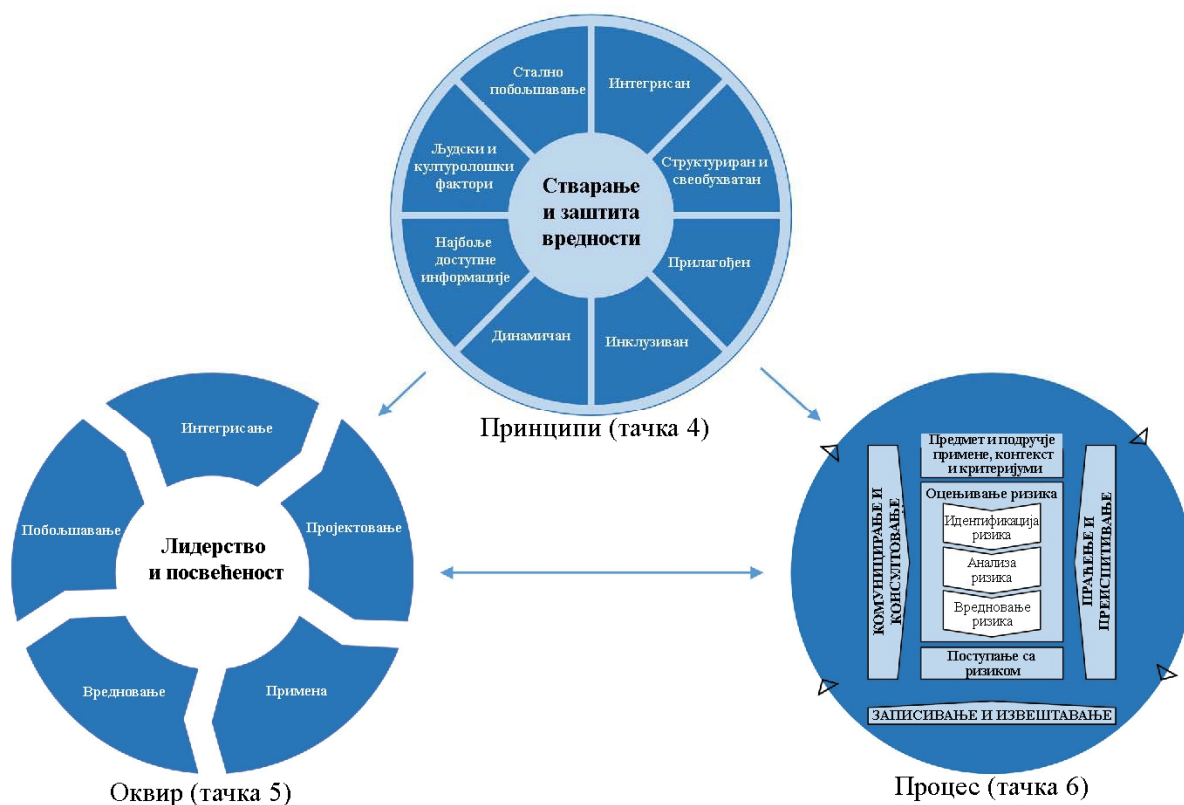 Стално
побољшавање
Интегрисан
Људски и
културолошки
фактори
Структуриран и
свеобухватан
Стварање
и заштита
вредности
Најбоље
доступне
информације
Прилагођен
Динамичан
Инклузиван
Принципи (тачка 4)
Интегрисање
Побољшавање
Пројектовање
Лидерство
и посвећеност
Вредновање
Примена
Оквир (тачка 5)
Предмет и подручје
примене, контекст
и критеријуми
КОМУНИЦИРАЊЕ И
КОНСУЛТОВАЊЕ
Оцењивање ризика
Идентификација
ризика
Анализа
ризика
Вредновање
ризика
ПРАЋЕЊЕ И
ПРЕИСПИТИВАЊЕ
Поступање са
ризиком
ЗАПИСИВАЊЕ И ИЗВЕШТАВАЊЕ
Процес (тачка 6)